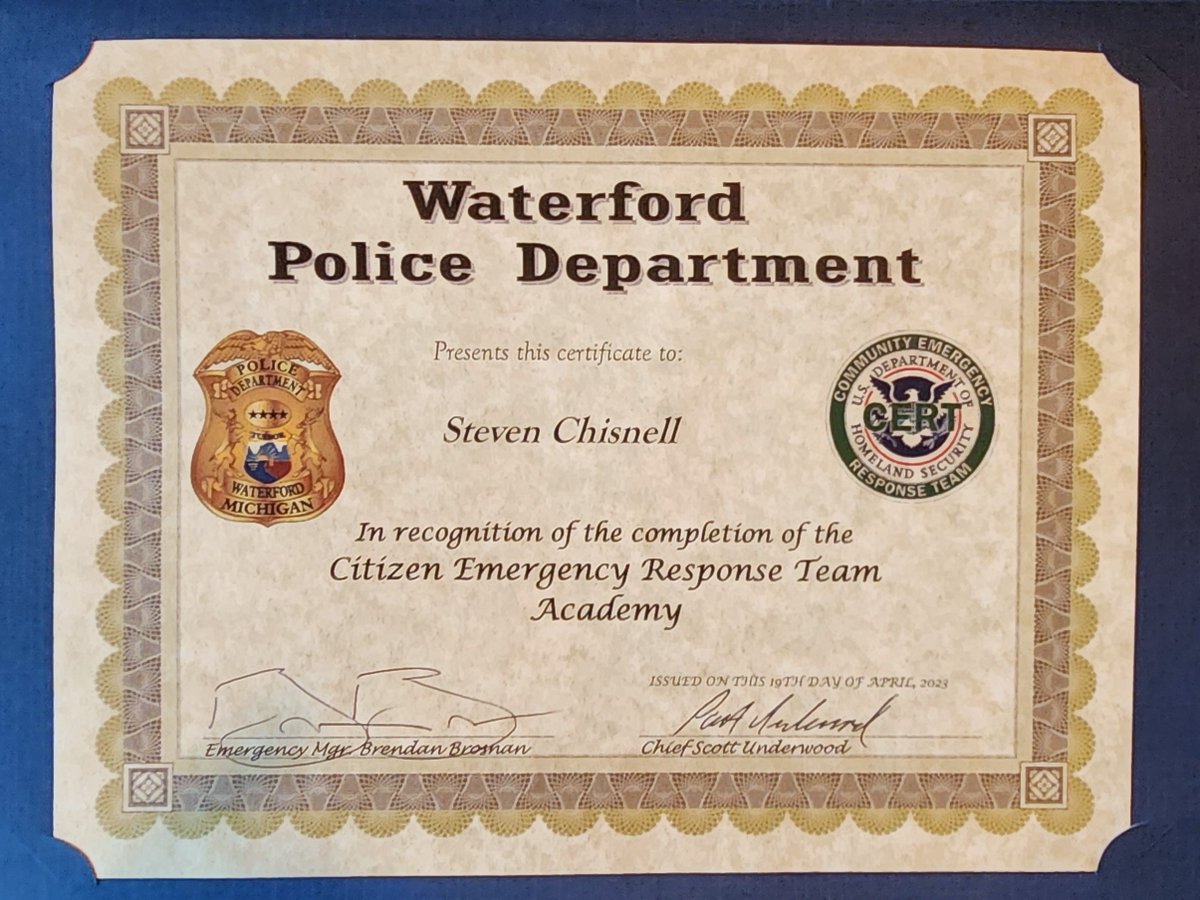 Waterford
Police Department
Presents this certificate to:
Steven Chisnell
POLICE
DEPARTMENT
WATERFORD
MICHIGAN
COMMUNITY EMERGENCY
RESPONSE TEAM
U.S. DEPARTMENT OF
HOMELAND SECURITY
CERT
In recognition of the completion of the
Citizen Emergency Response Team
Academy
ISSUED ON THIS 19TH DAY OF APRIL, 2023
Emergency Mgr. Brendan Brosnan
Chief Scott Underwood